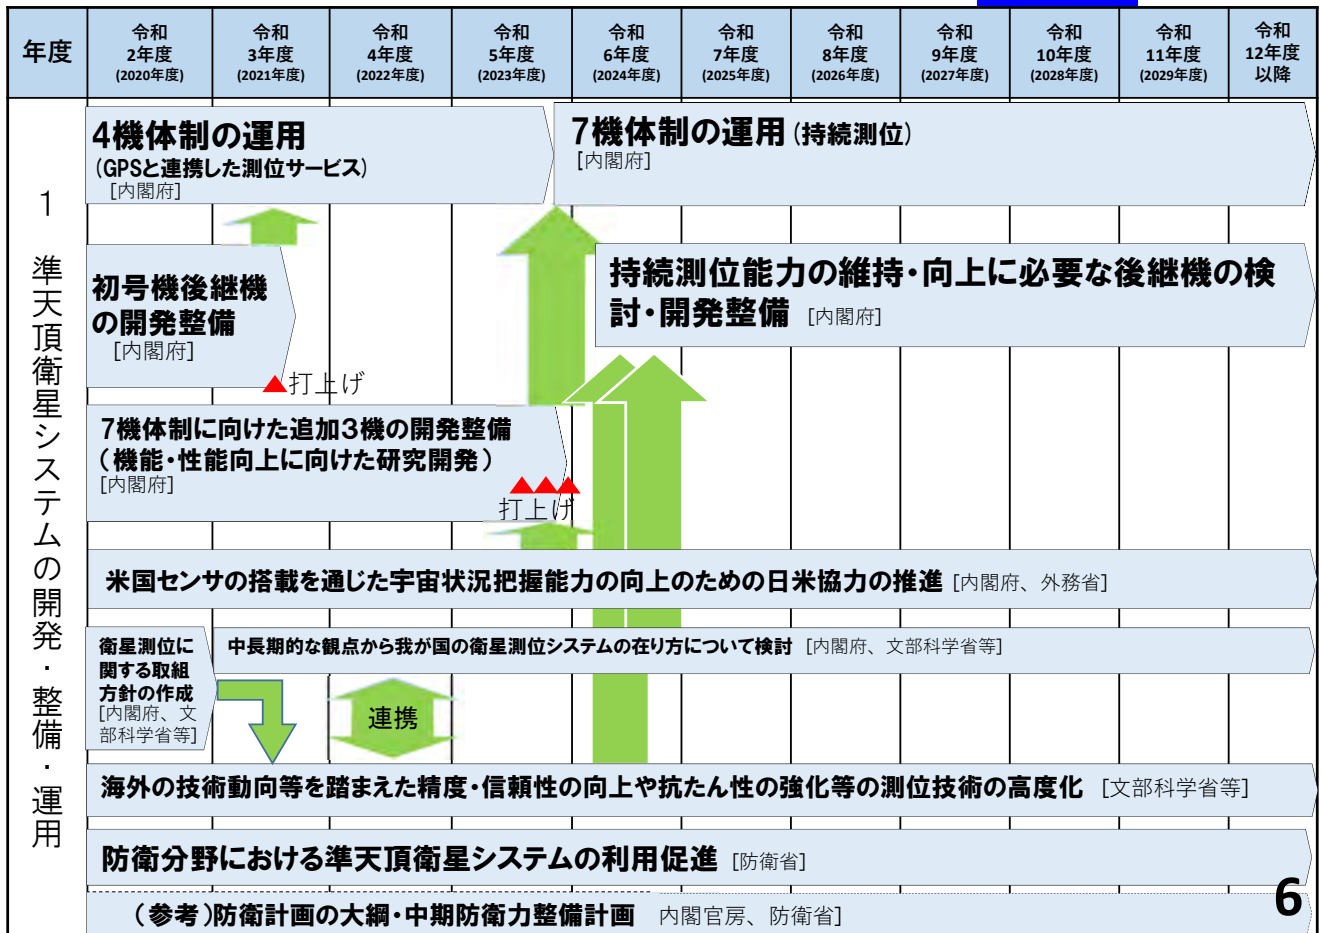 年度
令和
2年度
(2020年度)
令和
3年度
(2021年度)
令和
4年度
(2022年度)
令和
5年度
(2023年度)
令和
6年度
(2024年度)
令和
7年度
(2025年度)
令和
8年度
(2026年度)
令和
9年度
(2027年度)
令和
10年度
(2028年度)
令和
11年度
(2029年度)
令和
12年度
以降
1 準天頂衛星システムの開発・整備・運用
4機体制の運用
(GPSと連携した測位サービス)
[内閣府]
7機体制の運用(持続測位)
[内閣府]
初号機後継機
の開発整備
[内閣府]
打上げ
持続測位能力の維持・向上に必要な後継機の検
討・開発整備 [内閣府]
7機体制に向けた追加3機の開発整備
(機能・性能向上に向けた研究開発)
[内閣府]
打上げ
米国センサの搭載を通じた宇宙状況把握能力の向上のための日米協力の推進 [内閣府、外務省]
衛星測位に
関する取組
方針の作成
[内閣府、文
部科学省等]
中長期的な観点から我が国の衛星測位システムの在り方について検討 [内閣府、文部科学省等]
連携
海外の技術動向等を踏まえた精度・信頼性の向上や抗たん性の強化等の測位技術の高度化 [文部科学省等]
防衛分野における準天頂衛星システムの利用促進 [防衛省]
(参考)防衛計画の大綱・中期防衛力整備計画 内閣官房、防衛省]
6